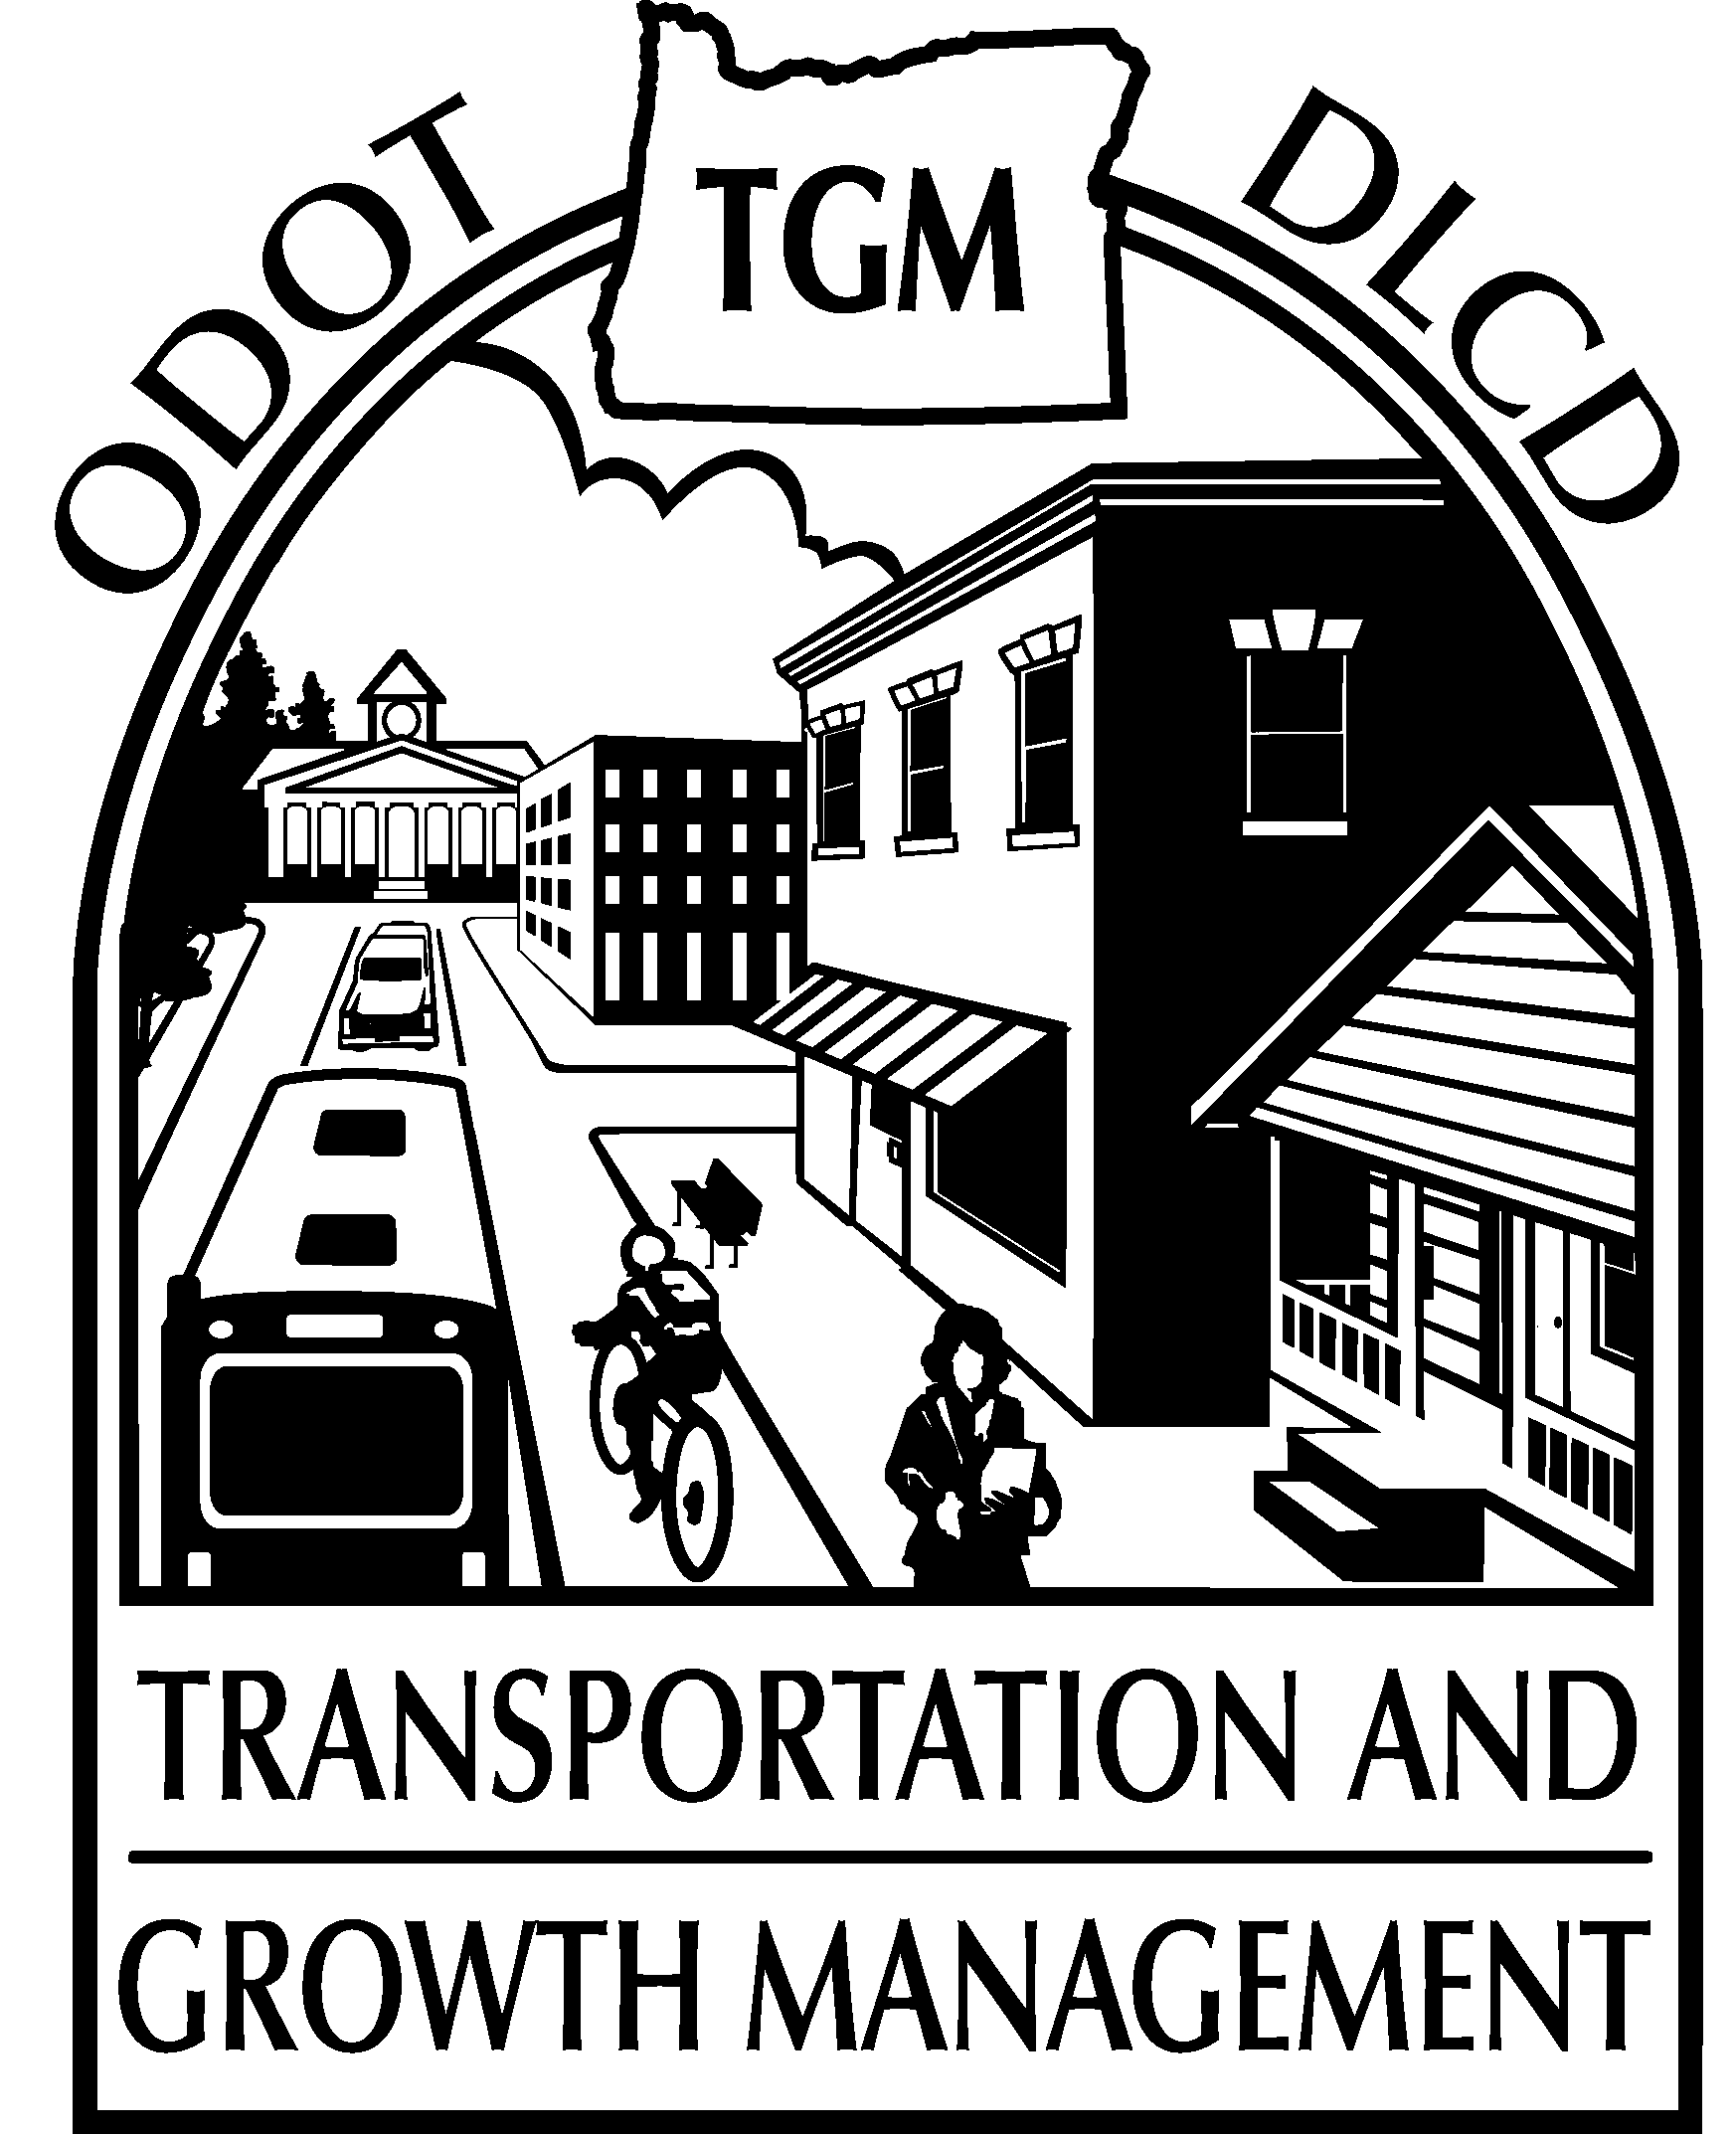 ODOT
TGM
DLCD
TRANSPORTATION AND
GROWTH MANAGEMENT